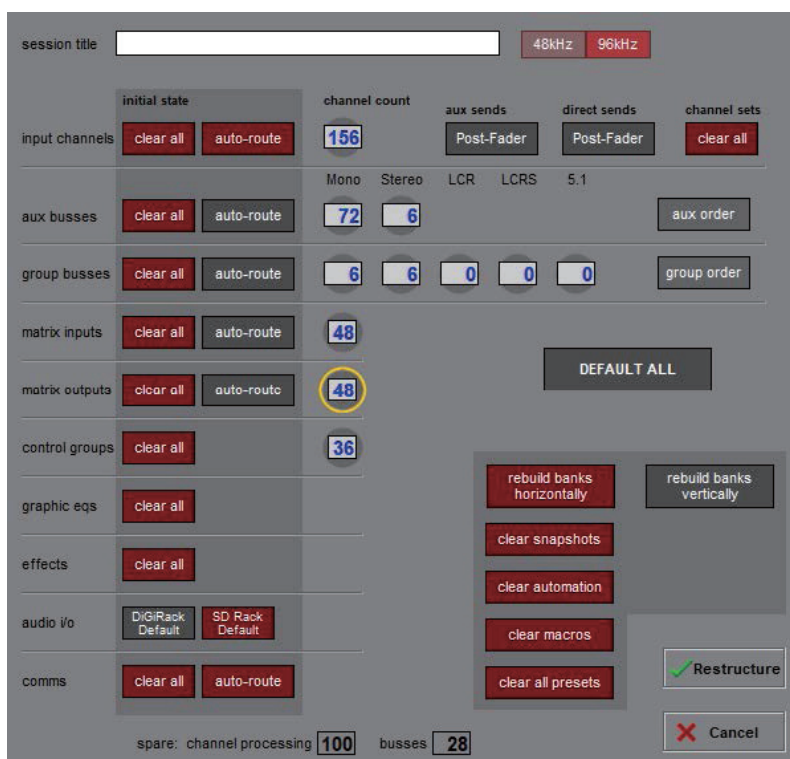 session title 48kHz 96kHz
initial state channel count aux sends direct sends channel sets
input channels clear all auto-route 156 Post-Fader Post-Fader clear all
Mono Stereo LCR LCRS 5.1
aux busses clear all auto-route 72 6 aux order
group busses clear all auto-route 6 6 0 0 0 group order
matrix inputs clear all auto-route 48
DEFAULT ALL
matrix outputs clear all auto-route 48
control groups clear all 36
rebuild banks
horizontally
rebuild banks
vertically
graphic eqs clear all
clear snapshots
effects clear all
clear automation
audio i/o DiGiRack
Default
SD Rack
Default
clear macros
comms clear all auto-route
clear all presets
Restructure
Cancel
spare: channel processing 100 busses 28